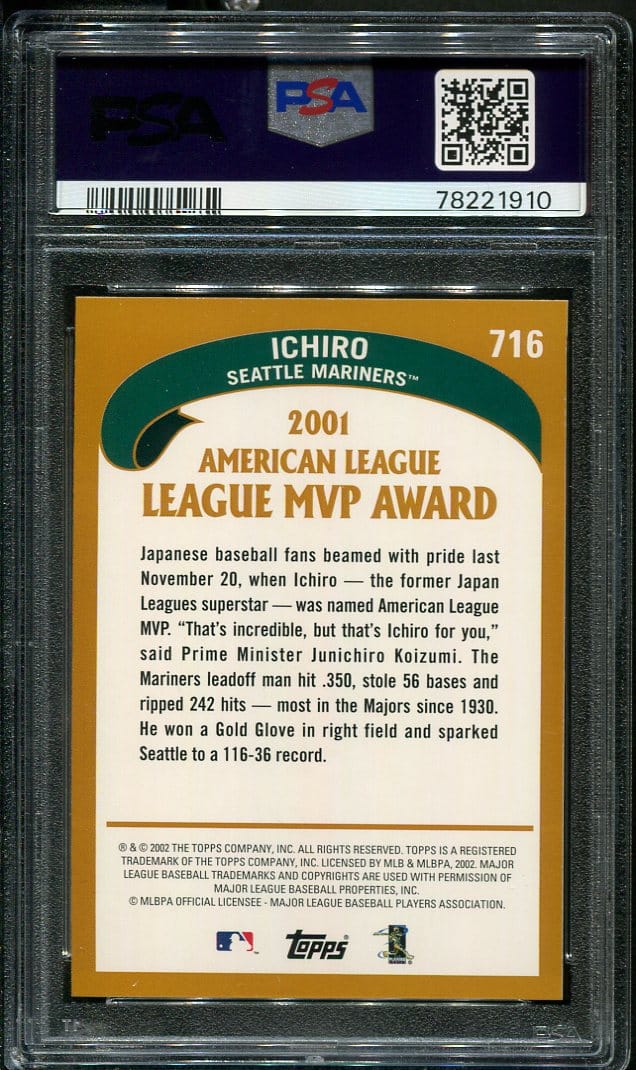 PSA
PSA
78221910
716
ICHIRO
SEATTLE MARINERS™
2001
AMERICAN LEAGUE
LEAGUE MVP AWARD
Japanese baseball fans beamed with pride last
November 20, when Ichiro — the former Japan
Leagues superstar — was named American League
MVP. “That’s incredible, but that’s Ichiro for you,”
said Prime Minister Junichiro Koizumi. The
Mariners leadoff man hit .350, stole 56 bases and
ripped 242 hits — most in the Majors since 1930.
He won a Gold Glove in right field and sparked
Seattle to a 116-36 record.
® & © 2002 THE TOPPS COMPANY, INC. ALL RIGHTS RESERVED. TOPPS IS A REGISTERED
TRADEMARK OF THE TOPPS COMPANY, INC. LICENSED BY MLB & MLBPA, 2002. MAJOR
LEAGUE BASEBALL TRADEMARKS AND COPYRIGHTS ARE USED WITH PERMISSION OF
MAJOR LEAGUE BASEBALL PROPERTIES, INC.
© MLBPA OFFICIAL LICENSEE - MAJOR LEAGUE BASEBALL PLAYERS ASSOCIATION.
Topps®
PSA